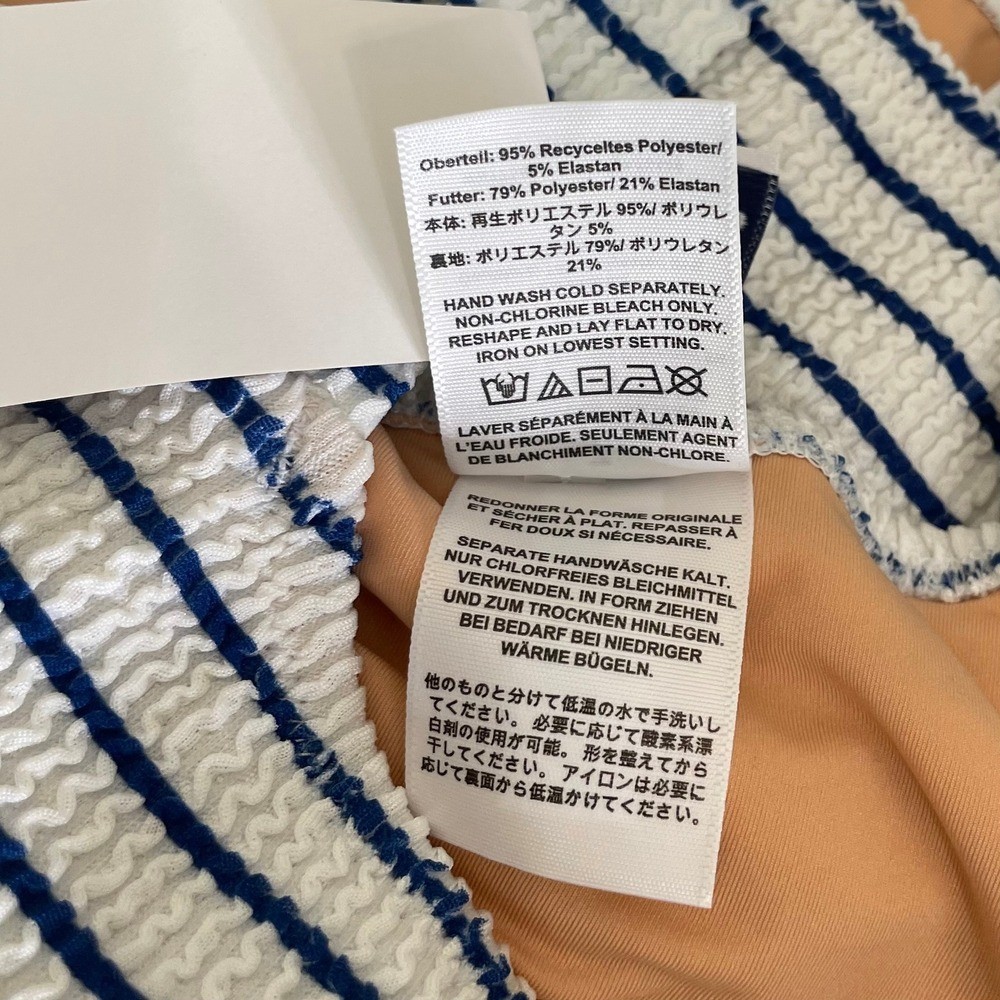 Oberteil: 95% Recyceltes Polyester/
5% Elastan
Futter: 79% Polyester/ 21% Elastan
本体: 再生ポリエステル 95%/ ポリウレ
タン 5%
裏地: ポリエステル 79%/ ポリウレタン
21%
HAND WASH COLD SEPARATELY.
NON-CHLORINE BLEACH ONLY.
RESHAPE AND LAY FLAT TO DRY.
IRON ON LOWEST SETTING.
LAVER SÉPARÉMENT À LA MAIN À
L'EAU FROIDE. SEULEMENT AGENT
DE BLANCHIMENT NON-CHLORE.
REDONNER LA FORME ORIGINALE
ET SÉCHER À PLAT. REPASSER À
FER DOUX SI NÉCESSAIRE.
SEPARATE HANDWÄSCHE KALT.
NUR CHLORFREIES BLEICHMITTEL
VERWENDEN. IN FORM ZIEHEN
UND ZUM TROCKNEN HINLEGEN.
BEI BEDARF BEI NIEDRIGER
WÄRME BÜGELN.
他のものと分けて低温の水で手洗いし
てください。 必要に応じて酸素系漂
白剤の使用が可能。 形を整えてから
干してください。 アイロンは必要に
応じて裏面から低温かけてください。